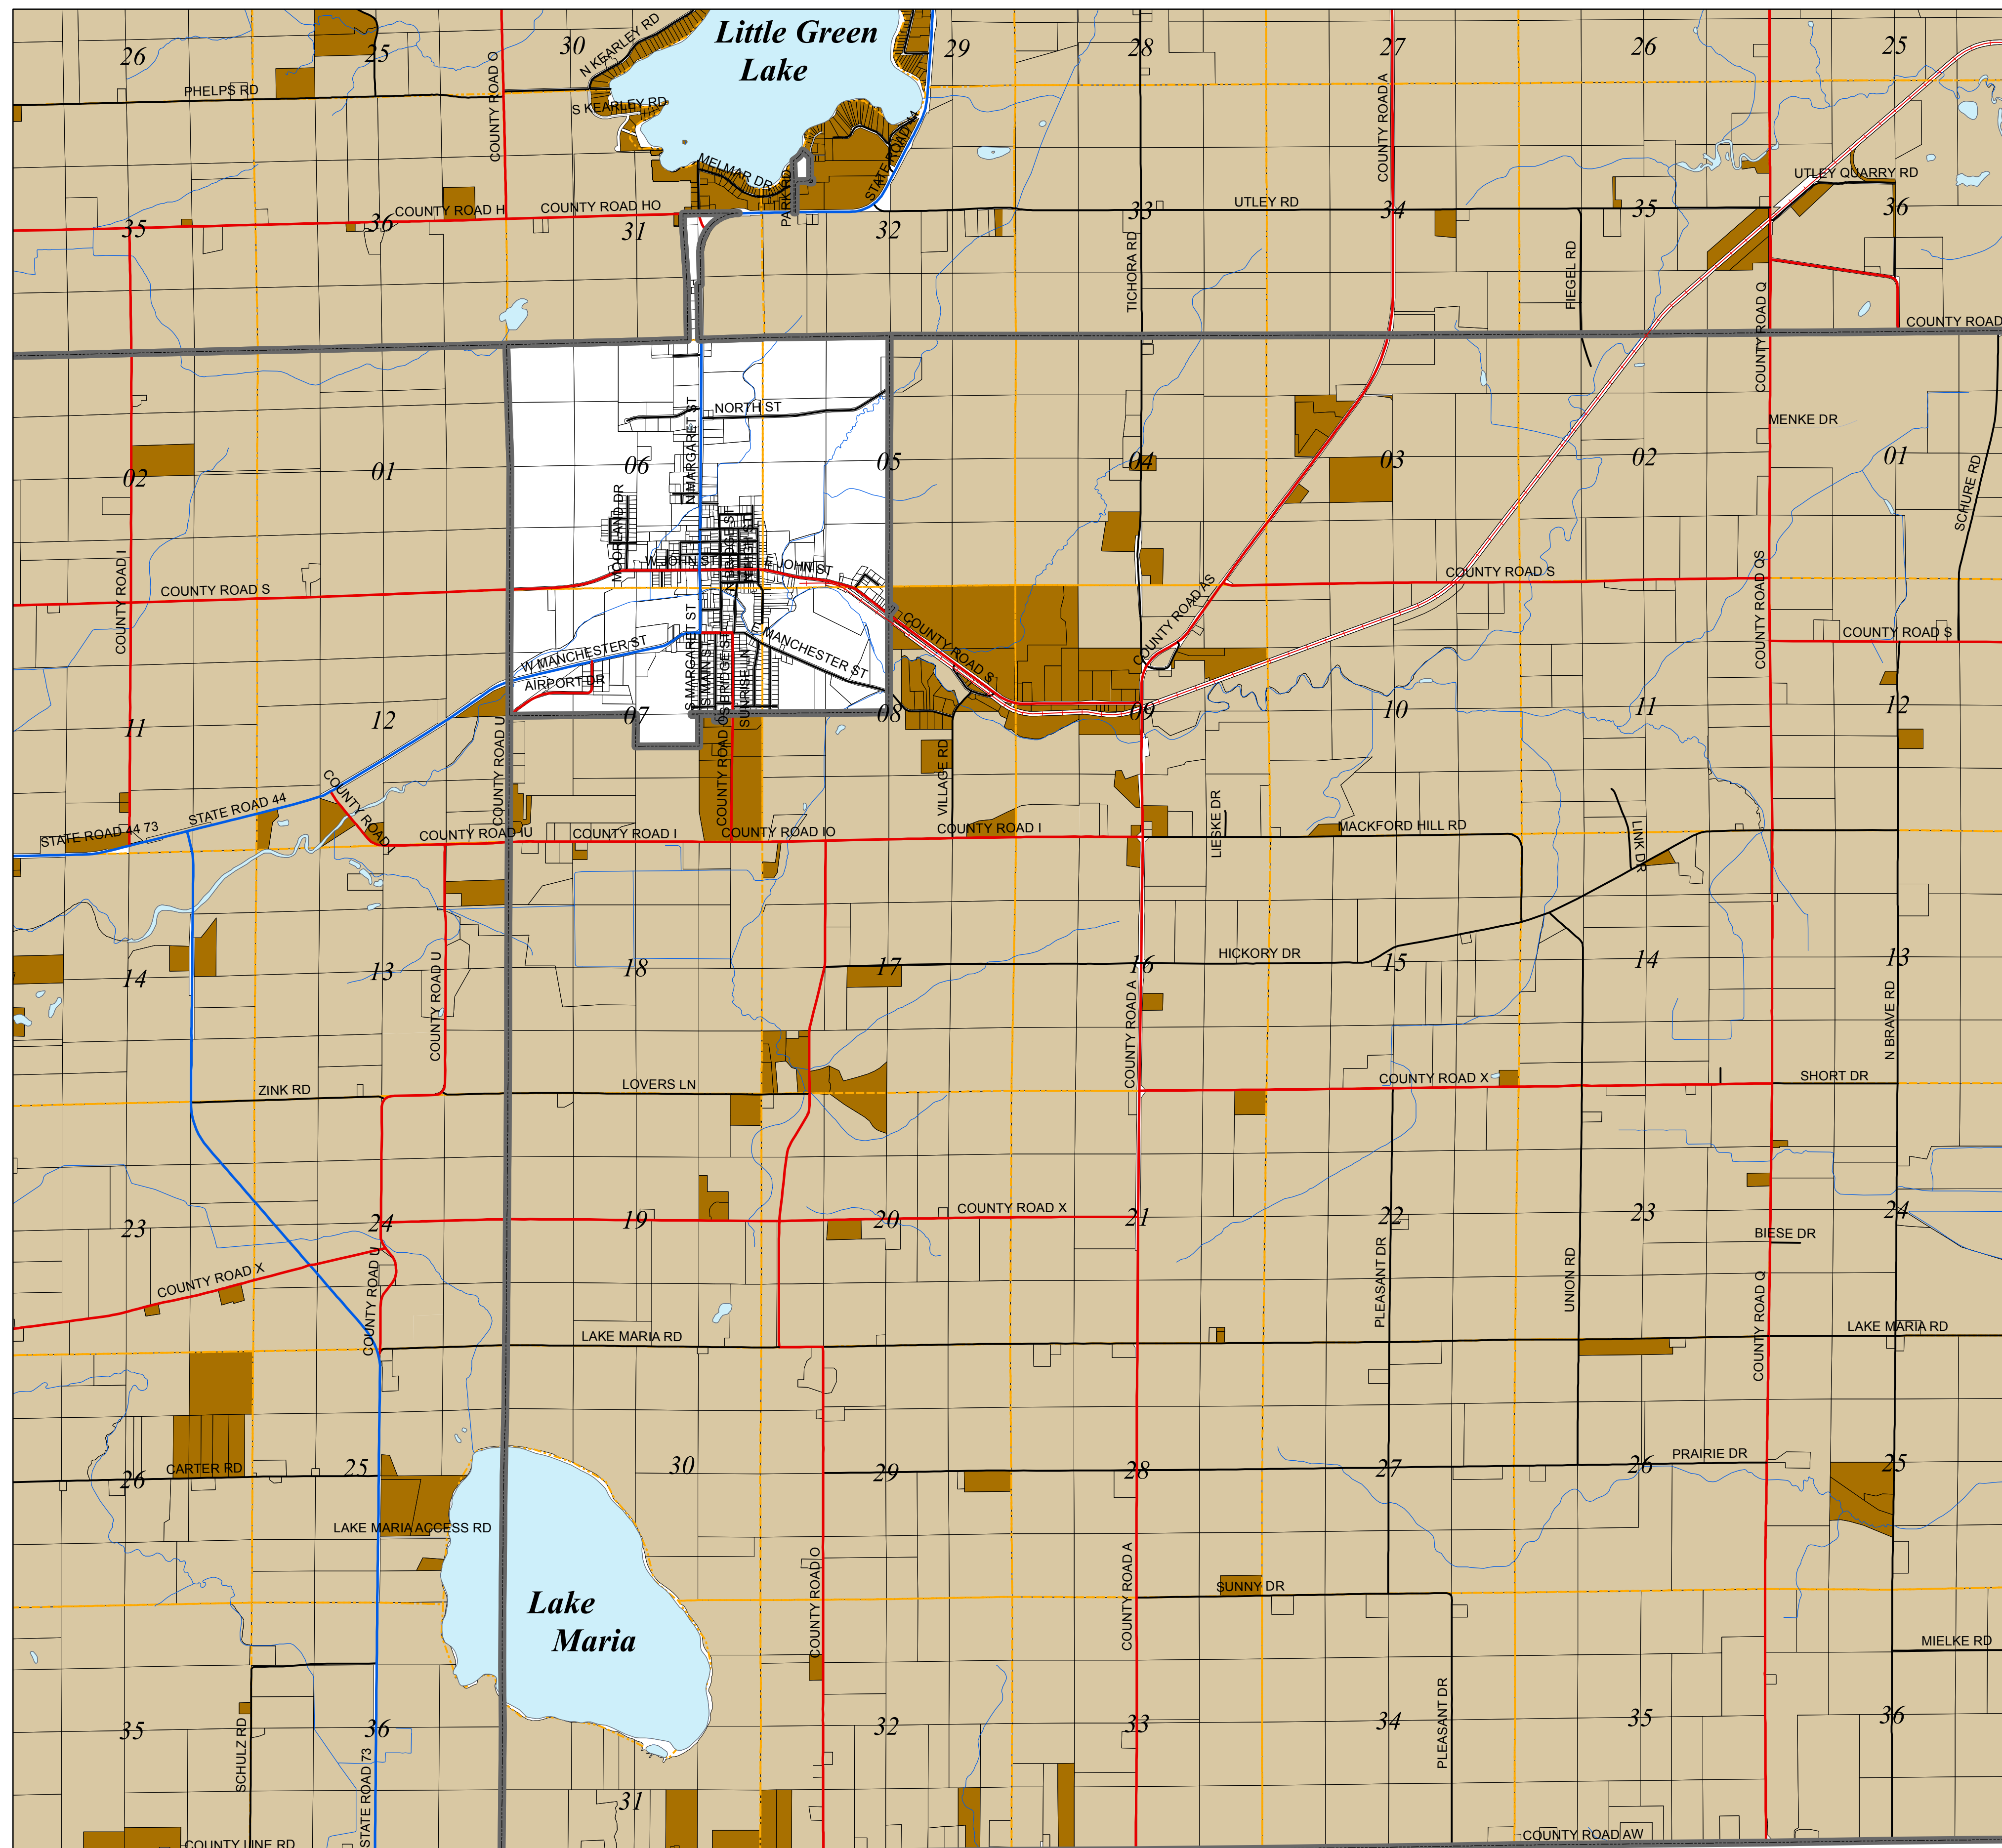 Little Green
Lake
26
25
30
29
28
27
26
25
N KEARLEY RD
PHELPS RD
S KEARLEY RD
COUNTY ROAD O
COUNTY ROAD A
MELMAR DR
PARK RD
STATE ROAD 44
UTLEY QUARRY RD
UTLEY RD
COUNTY ROAD H
COUNTY ROAD HO
35
36
31
32
33
34
35
36
TICHORA RD
FIEGEL RD
COUNTY ROAD Q
COUNTY ROAD
NORTH ST
N MARGARET ST
MENKE DR
02
01
06
05
04
03
02
01
SCHURE RD
MOORLAND DR
W JOHN ST
E JOHN ST
COUNTY ROAD I
COUNTY ROAD S
COUNTY ROAD S
COUNTY ROAD AS
COUNTY ROAD QS
COUNTY ROAD S
COUNTY ROAD S
W MANCHESTER ST
E MANCHESTER ST
S MARGARET ST
S MAIN ST
S BRIDGE ST
SUNRISE LN
AIRPORT DR
11
12
07
08
09
10
11
12
COUNTY ROAD U
COUNTY ROAD O
VILLAGE RD
COUNTY ROAD I
STATE ROAD 44
STATE ROAD 44 73
COUNTY ROAD IU
COUNTY ROAD I
COUNTY ROAD IO
COUNTY ROAD I
LIESKE DR
MACKFORD HILL RD
LINK DR
HICKORY DR
14
13
18
17
16
15
14
13
COUNTY ROAD U
COUNTY ROAD A
N BRAVE RD
ZINK RD
LOVERS LN
COUNTY ROAD X
SHORT DR
23
24
19
20
21
22
23
24
COUNTY ROAD X
COUNTY ROAD X
COUNTY ROAD U
PLEASANT DR
UNION RD
BIESE DR
COUNTY ROAD Q
LAKE MARIA RD
LAKE MARIA RD
CARTER RD
26
25
30
29
28
27
26
25
PRAIRIE DR
LAKE MARIA ACCESS RD
Lake
Maria
COUNTY ROAD O
COUNTY ROAD A
SUNNY DR
MIELKE RD
35
36
32
33
34
35
36
SCHULZ RD
STATE ROAD 73
PLEASANT DR
31
COUNTY LINE RD
COUNTY ROAD AW